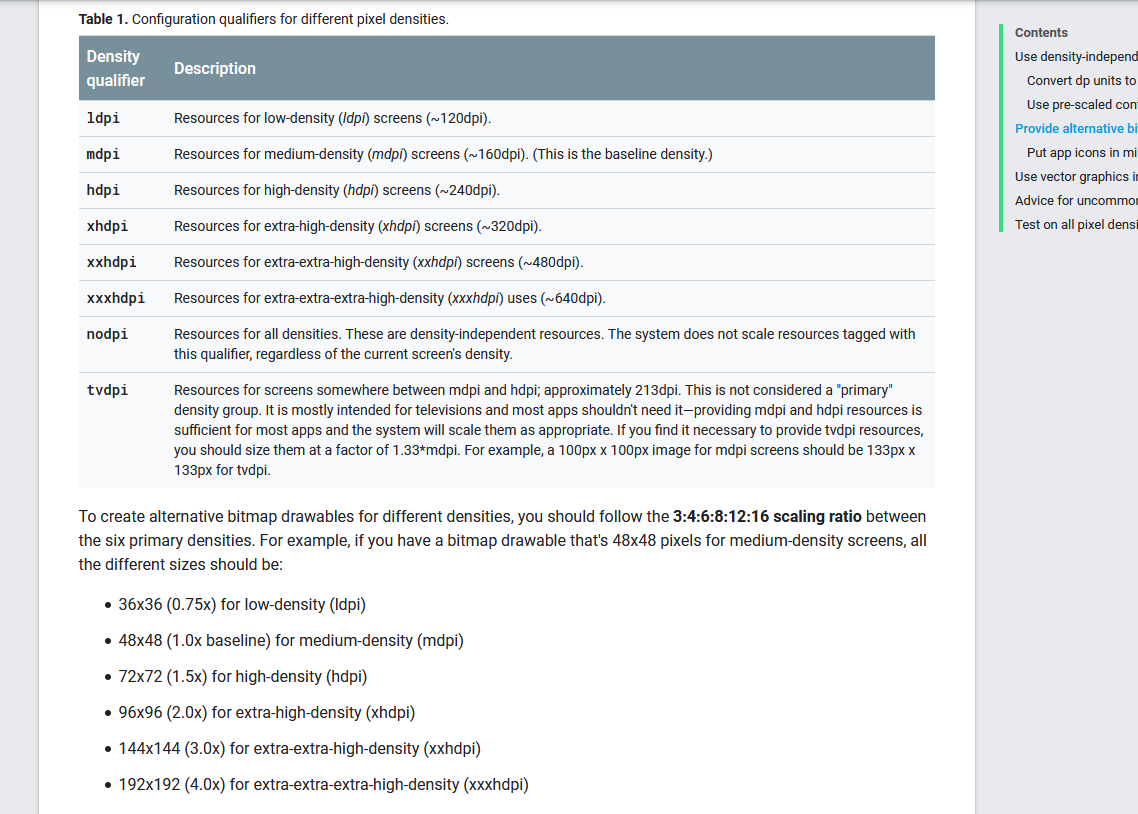 Table 1. Configuration qualifiers for different pixel densities.
Density
qualifier
Description
ldpi
Resources for low-density (ldpi) screens (~120dpi).
mdpi
Resources for medium-density (mdpi) screens (~160dpi). (This is the baseline density.)
hdpi
Resources for high-density (hdpi) screens (~240dpi).
xhdpi
Resources for extra-high-density (xhdpi) screens (~320dpi).
xxhdpi
Resources for extra-extra-high-density (xxhdpi) screens (~480dpi).
xxxhdpi
Resources for extra-extra-extra-high-density (xxxhdpi) uses (~640dpi).
nodpi
Resources for all densities. These are density-independent resources. The system does not scale resources tagged with
this qualifier, regardless of the current screen's density.
tvdpi
Resources for screens somewhere between mdpi and hdpi; approximately 213dpi. This is not considered a "primary"
density group. It is mostly intended for televisions and most apps shouldn't need it—providing mdpi and hdpi resources is
sufficient for most apps and the system will scale them as appropriate. If you find it necessary to provide tvdpi resources,
you should size them at a factor of 1.33*mdpi. For example, a 100px x 100px image for mdpi screens should be 133px x
133px for tvdpi.
To create alternative bitmap drawables for different densities, you should follow the 3:4:6:8:12:16 scaling ratio between
the six primary densities. For example, if you have a bitmap drawable that's 48x48 pixels for medium-density screens, all
the different sizes should be:
• 36x36 (0.75x) for low-density (ldpi)
• 48x48 (1.0x baseline) for medium-density (mdpi)
• 72x72 (1.5x) for high-density (hdpi)
• 96x96 (2.0x) for extra-high-density (xhdpi)
• 144x144 (3.0x) for extra-extra-high-density (xxhdpi)
• 192x192 (4.0x) for extra-extra-extra-high-density (xxxhdpi)
Contents
Use density-independ
Convert dp units to
Use pre-scaled con
Provide alternative bi
Put app icons in mi
Use vector graphics i
Advice for uncommo
Test on all pixel densi